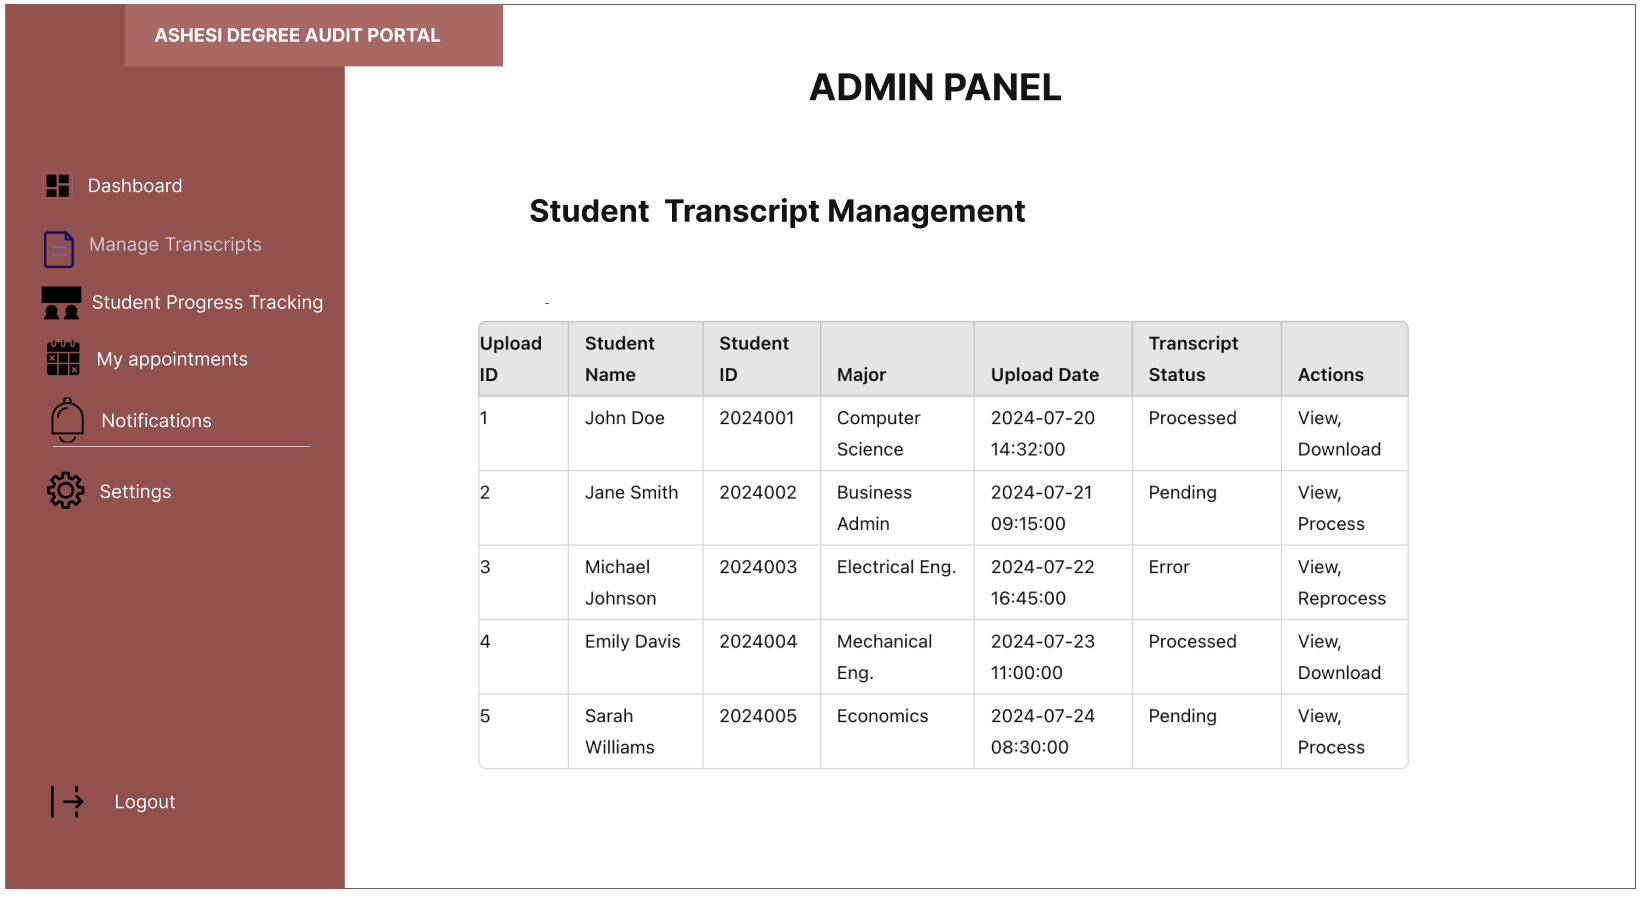 ASHESI DEGREE AUDIT PORTAL
ADMIN PANEL
Dashboard
Manage Transcripts
Student Progress Tracking
My appointments
Notifications
Settings
Logout
Student Transcript Management
-
Upload ID Student Name Student ID Major Upload Date Transcript Status Actions
1 John Doe 2024001 Computer Science 2024-07-20 14:32:00 Processed View, Download
2 Jane Smith 2024002 Business Admin 2024-07-21 09:15:00 Pending View, Process
3 Michael Johnson 2024003 Electrical Eng. 2024-07-22 16:45:00 Error View, Reprocess
4 Emily Davis 2024004 Mechanical Eng. 2024-07-23 11:00:00 Processed View, Download
5 Sarah Williams 2024005 Economics 2024-07-24 08:30:00 Pending View, Process